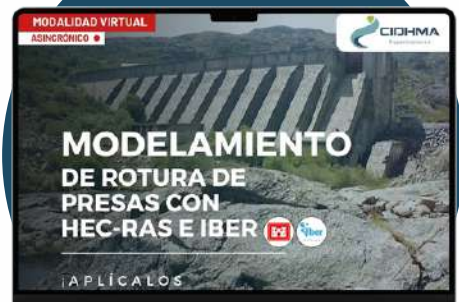 MODALIDAD VIRTUAL
ASINCRÓNICO
CIDHMA
MODELAMIENTO
DE ROTURA DE
PRESAS CON
HEC-RAS E IBER
Iber
¡APLÍCALOS